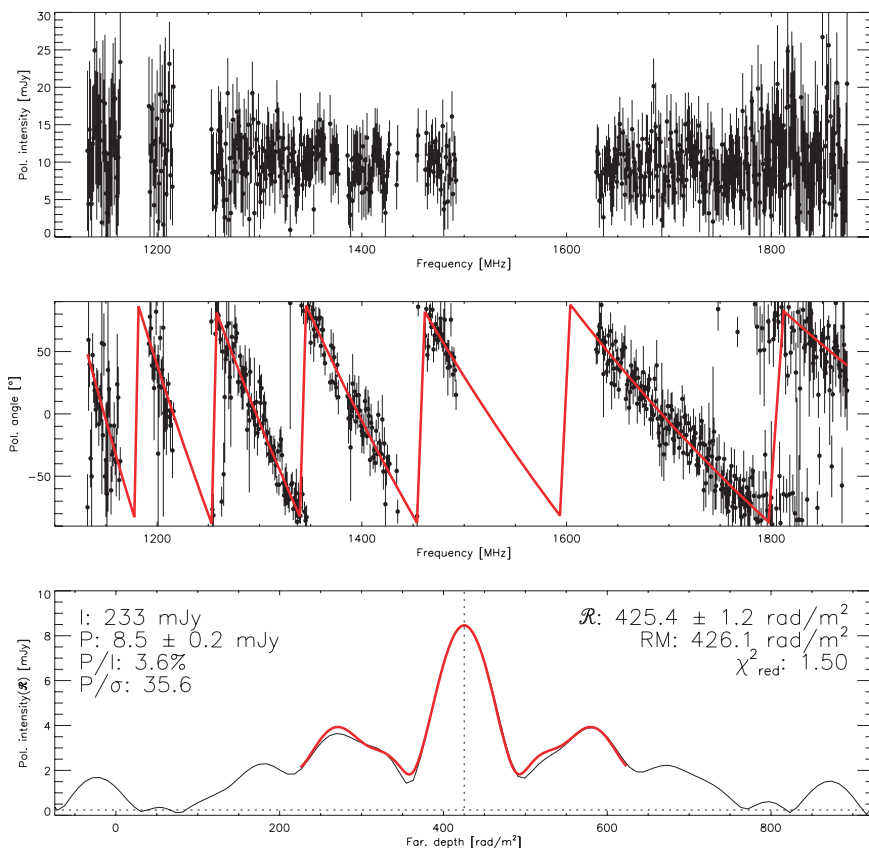 30
25
20
15
10
5
0
Pol. intensity [mJy]
1200 1400 1600 1800
Frequency [MHz]
50
0
−50
Pol. angle [°]
1200 1400 1600 1800
Frequency [MHz]
10
8
6
4
2
0
Pol. intensity(ℛ) [mJy]
I: 233 mJy
P: 8.5 ± 0.2 mJy
P/I: 3.6%
P/σ: 35.6
ℛ: 425.4 ± 1.2 rad/m²
RM: 426.1 rad/m²
χ²red: 1.50
0 200 400 600 800
Far. depth [rad/m²]